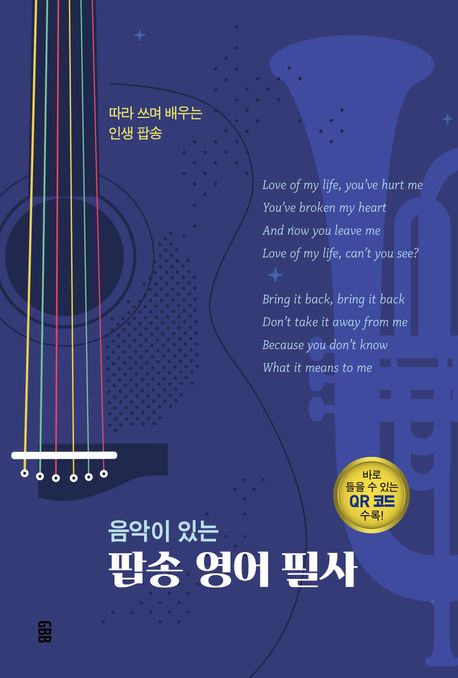 따라 쓰며 배우는
인생 팝송
Love of my life, you've hurt me
You've broken my heart
And now you leave me
Love of my life, can't you see?
Bring it back, bring it back
Don't take it away from me
Because you don't know
What it means to me
바로
들을 수 있는
QR 코드
수록!
음악이 있는
팝송 영어 필사
GBB